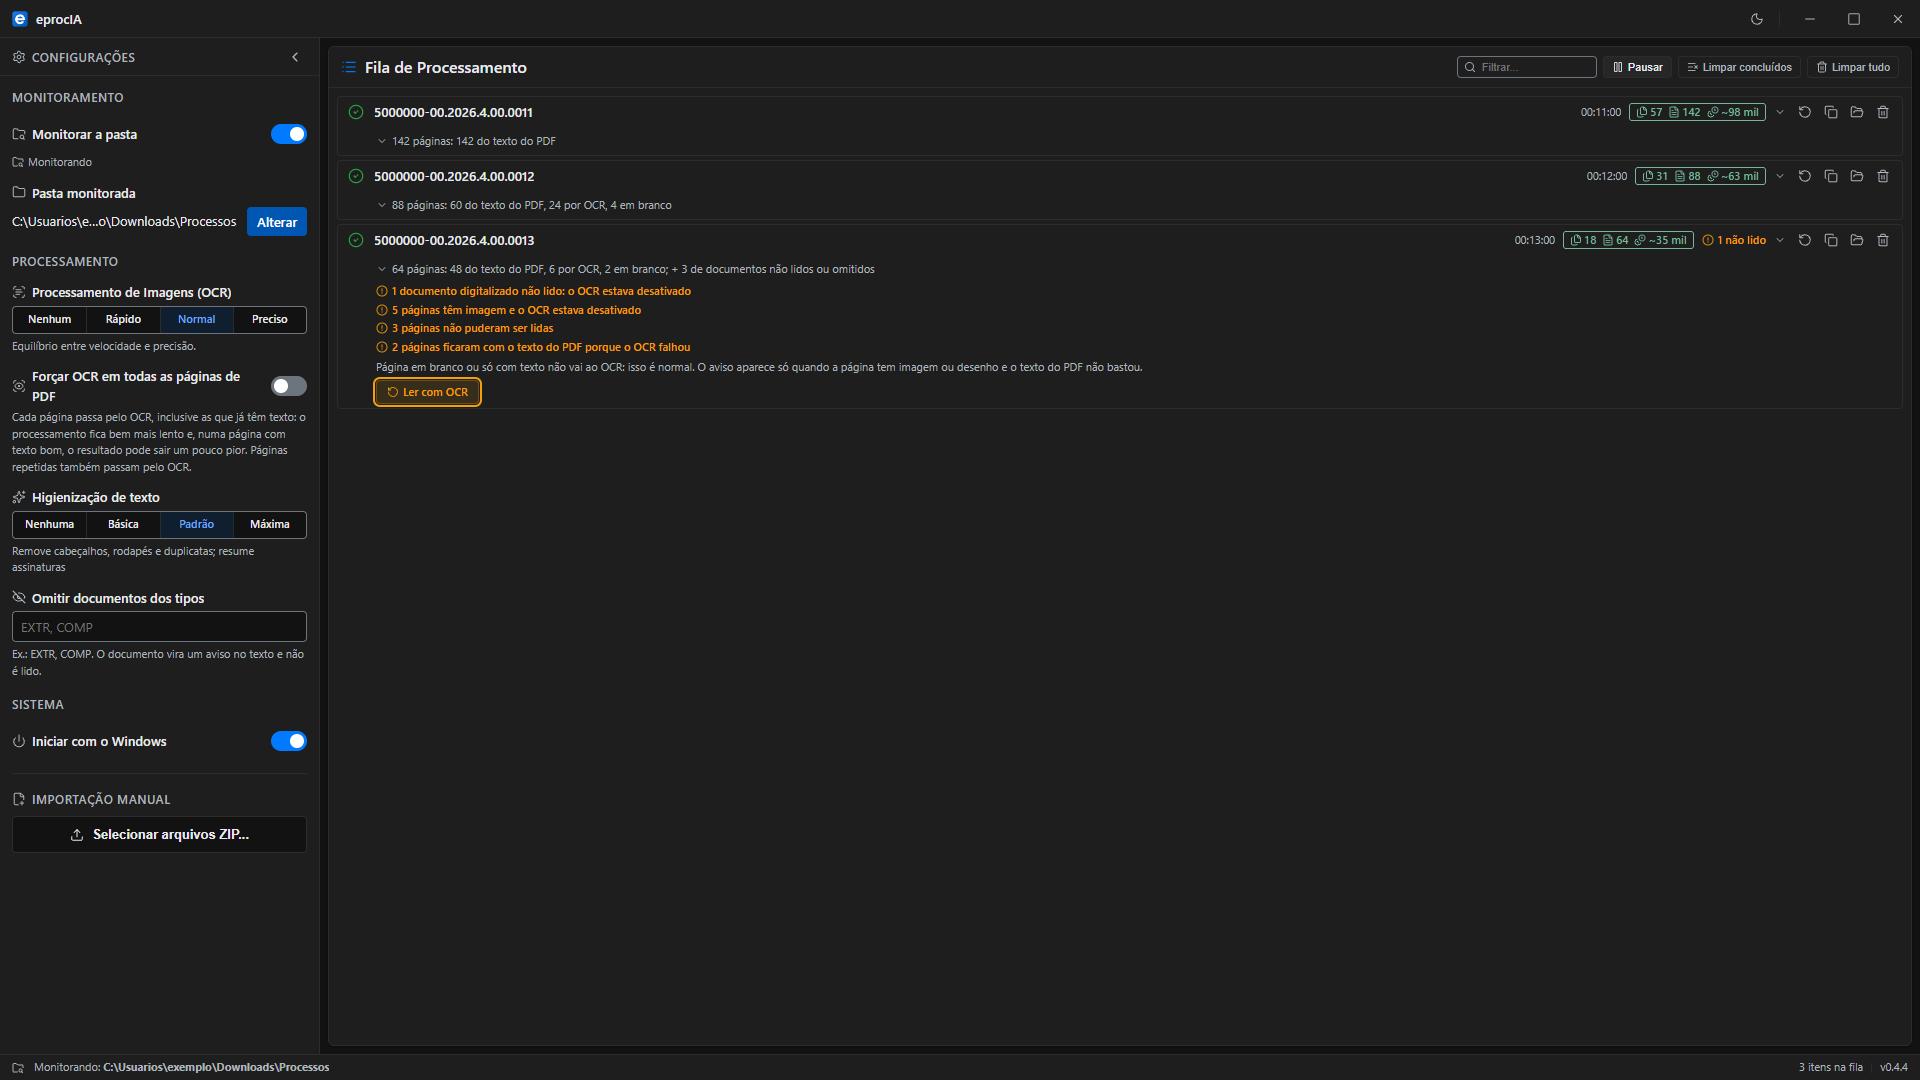 eprocIA
CONFIGURAÇÕES
MONITORAMENTO
Monitorar a pasta
Monitorando
Pasta monitorada
C:\Usuarios\e...o\Downloads\Processos
Alterar
PROCESSAMENTO
Processamento de Imagens (OCR)
Nenhum Rápido Normal Preciso
Equilíbrio entre velocidade e precisão.
Forçar OCR em todas as páginas de
PDF
Cada página passa pelo OCR, inclusive as que já têm texto: o
processamento fica bem mais lento e, numa página com
texto bom, o resultado pode sair um pouco pior. Páginas
repetidas também passam pelo OCR.
Higienização de texto
Nenhuma Básica Padrão Máxima
Remove cabeçalhos, rodapés e duplicatas; resume
assinaturas
Omitir documentos dos tipos
EXTR, COMP
Ex.: EXTR, COMP. O documento vira um aviso no texto e não
é lido.
SISTEMA
Iniciar com o Windows
IMPORTAÇÃO MANUAL
Selecionar arquivos ZIP...
Fila de Processamento
Filtrar...
Pausar
Limpar concluídos
Limpar tudo
5000000-00.2026.4.00.0011
00:11:00 57 142 ~98 mil
142 páginas: 142 do texto do PDF
5000000-00.2026.4.00.0012
00:12:00 31 88 ~63 mil
88 páginas: 60 do texto do PDF, 24 por OCR, 4 em branco
5000000-00.2026.4.00.0013
00:13:00 18 64 ~35 mil 1 não lido
64 páginas: 48 do texto do PDF, 6 por OCR, 2 em branco; + 3 de documentos não lidos ou omitidos
1 documento digitalizado não lido: o OCR estava desativado
5 páginas têm imagem e o OCR estava desativado
3 páginas não puderam ser lidas
2 páginas ficaram com o texto do PDF porque o OCR falhou
Página em branco ou só com texto não vai ao OCR: isso é normal. O aviso aparece só quando a página tem imagem ou desenho e o texto do PDF não bastou.
Ler com OCR
Monitorando: C:\Usuarios\exemplo\Downloads\Processos
3 itens na fila
v0.4.4